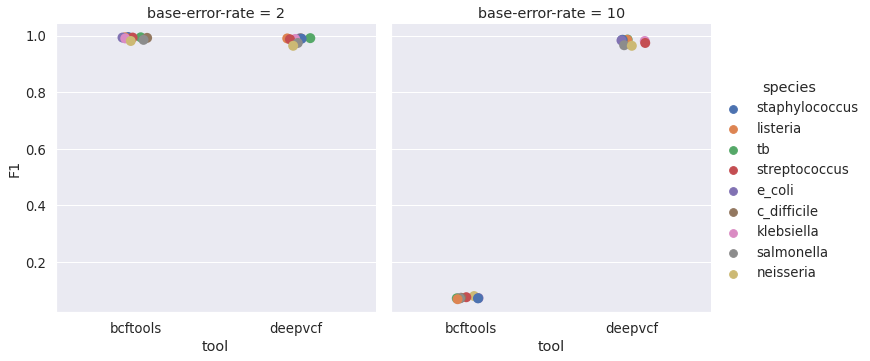 base-error-rate = 2
base-error-rate = 10
F1
1.0
0.8
0.6
0.4
0.2
bcftools
deepvcf
bcftools
deepvcf
tool
tool
species
staphylococcus
listeria
tb
streptococcus
e_coli
c_difficile
klebsiella
salmonella
neisseria